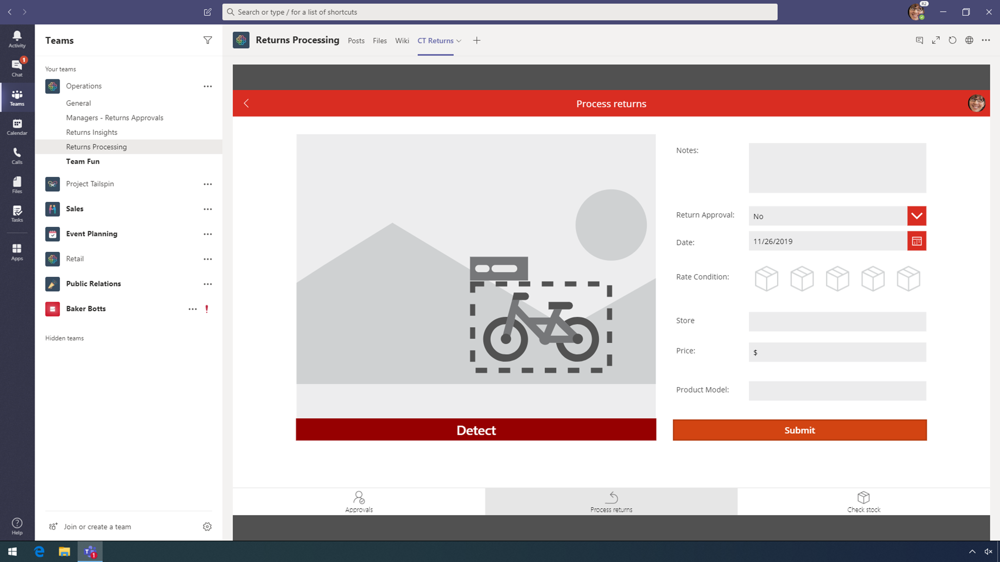 Search or type / for a list of shortcuts
R2
Activity
1
Chat
Teams
Calendar
Calls
Files
Tasks
Apps
Help
Teams
Your teams
Operations
General
Managers - Returns Approvals
Returns Insights
Returns Processing
Team Fun
Project Tailspin
Sales
Event Planning
Retail
Public Relations
Baker Botts
Hidden teams
Join or create a team
Returns Processing Posts Files Wiki CT Returns
Process returns
Notes:
Return Approval: No
Date: 11/26/2019
Rate Condition:
Store
Price: $
Product Model:
Detect
Submit
Approvals
Process returns
Check stock
T 1